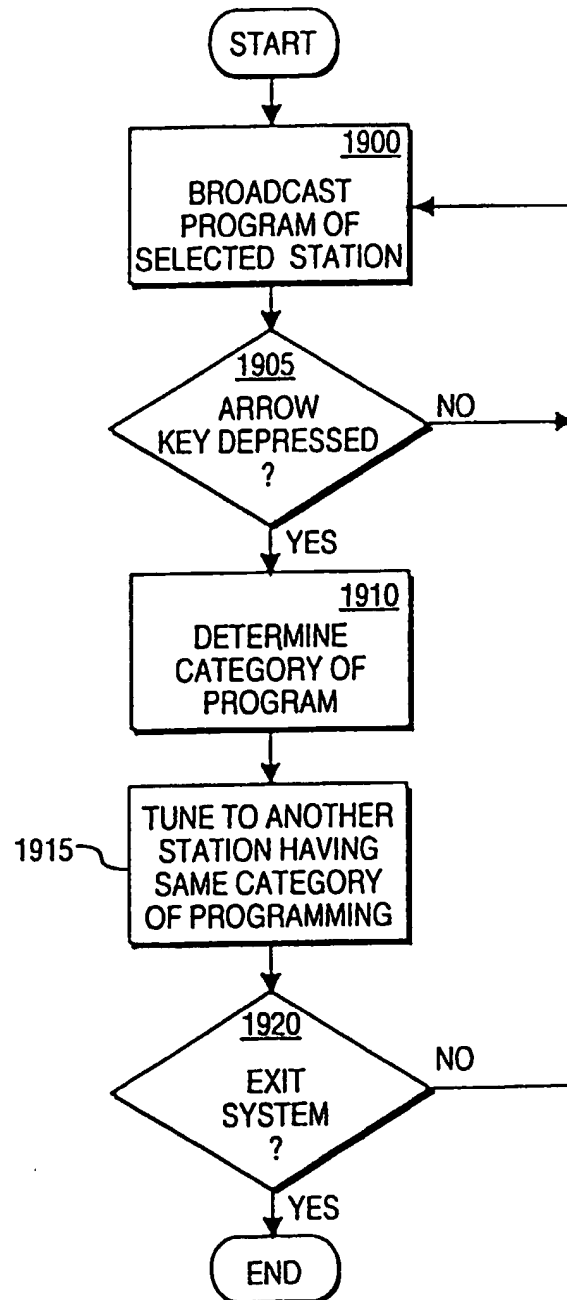 START
1900
BROADCAST
PROGRAM OF
SELECTED STATION
1905
ARROW
KEY DEPRESSED
?
NO
YES
1910
DETERMINE
CATEGORY OF
PROGRAM
1915
TUNE TO ANOTHER
STATION HAVING
SAME CATEGORY
OF PROGRAMMING
1920
EXIT
SYSTEM
?
NO
YES
END